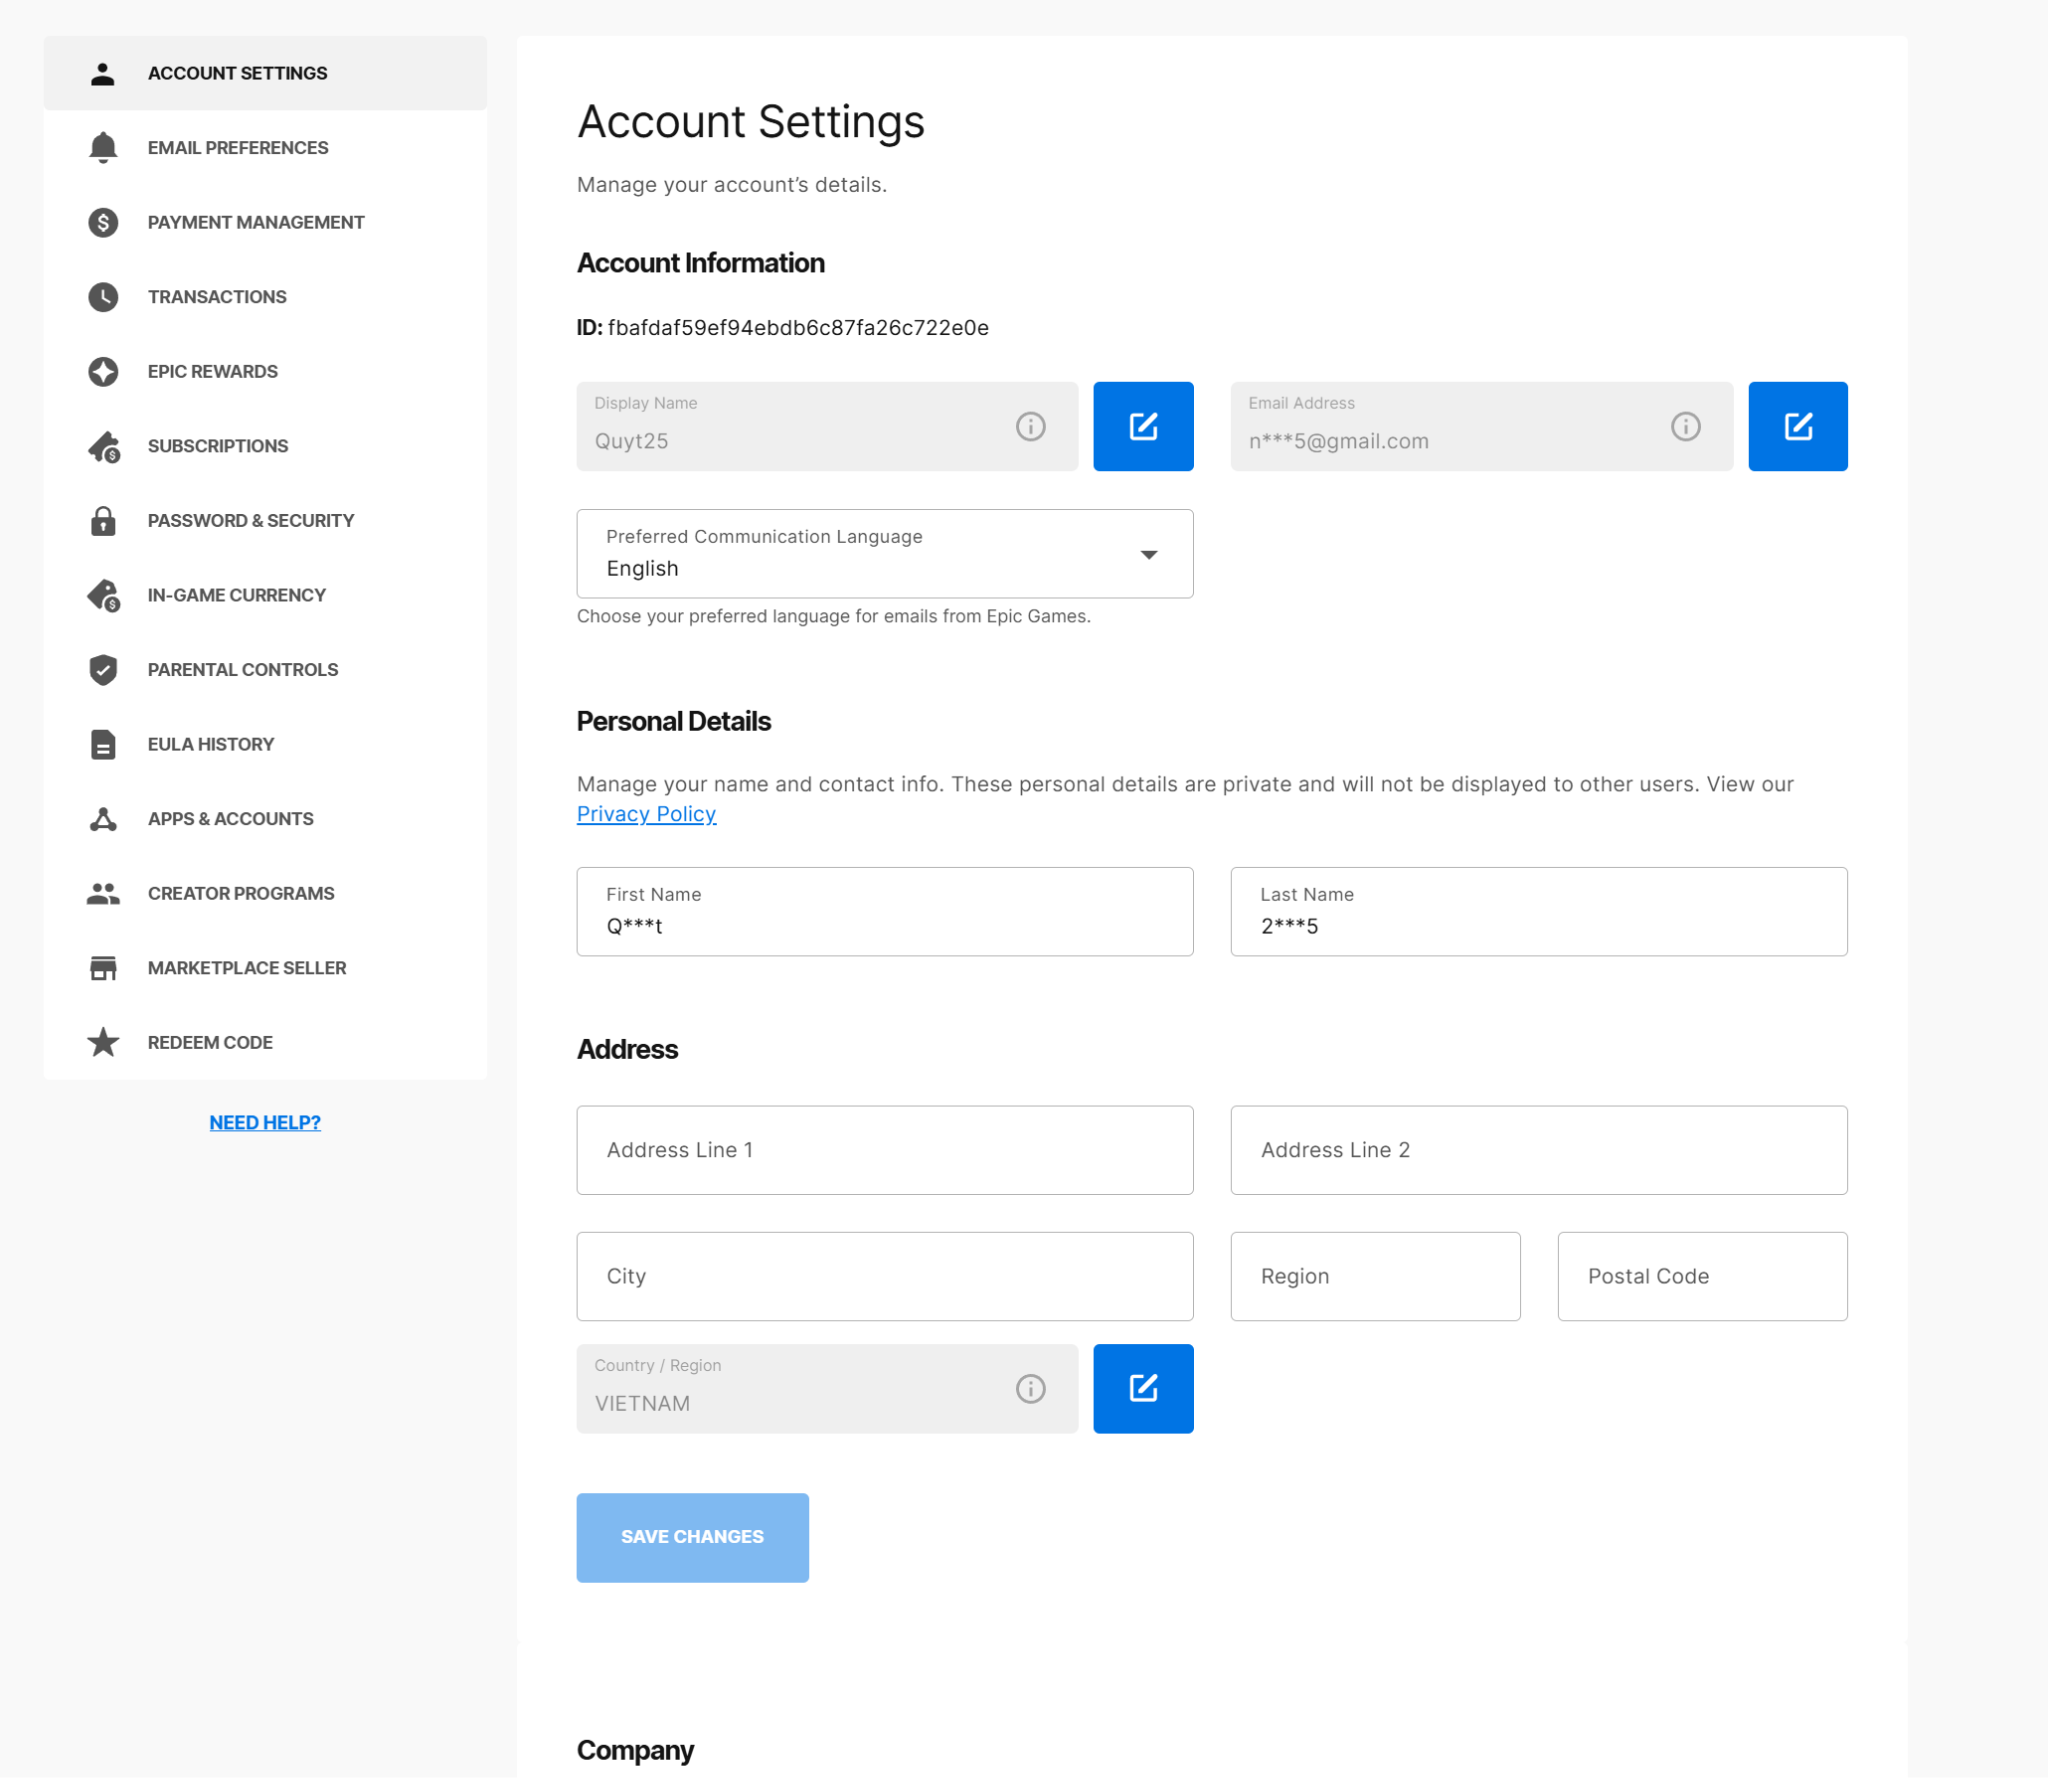 ACCOUNT SETTINGS
EMAIL PREFERENCES
PAYMENT MANAGEMENT
TRANSACTIONS
EPIC REWARDS
SUBSCRIPTIONS
PASSWORD & SECURITY
IN-GAME CURRENCY
PARENTAL CONTROLS
EULA HISTORY
APPS & ACCOUNTS
CREATOR PROGRAMS
MARKETPLACE SELLER
REDEEM CODE
NEED HELP?
Account Settings
Manage your account’s details.
Account Information
ID: fbafdaf59ef94ebdb6c87fa26c722e0e
Display Name
Quyt25
Email Address
n***5@gmail.com
Preferred Communication Language
English
Choose your preferred language for emails from Epic Games.
Personal Details
Manage your name and contact info. These personal details are private and will not be displayed to other users. View our
Privacy Policy
First Name
Q***t
Last Name
2***5
Address
Address Line 1
Address Line 2
City
Region
Postal Code
Country / Region
VIETNAM
SAVE CHANGES
Company